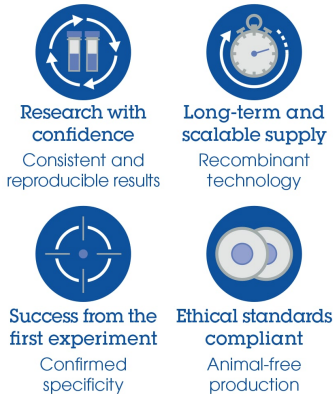 Research with
confidence
Consistent and
reproducible results
Long-term and
scalable supply
Recombinant
technology
Success from the
first experiment
Confirmed
specificity
Ethical standards
compliant
Animal-free
production